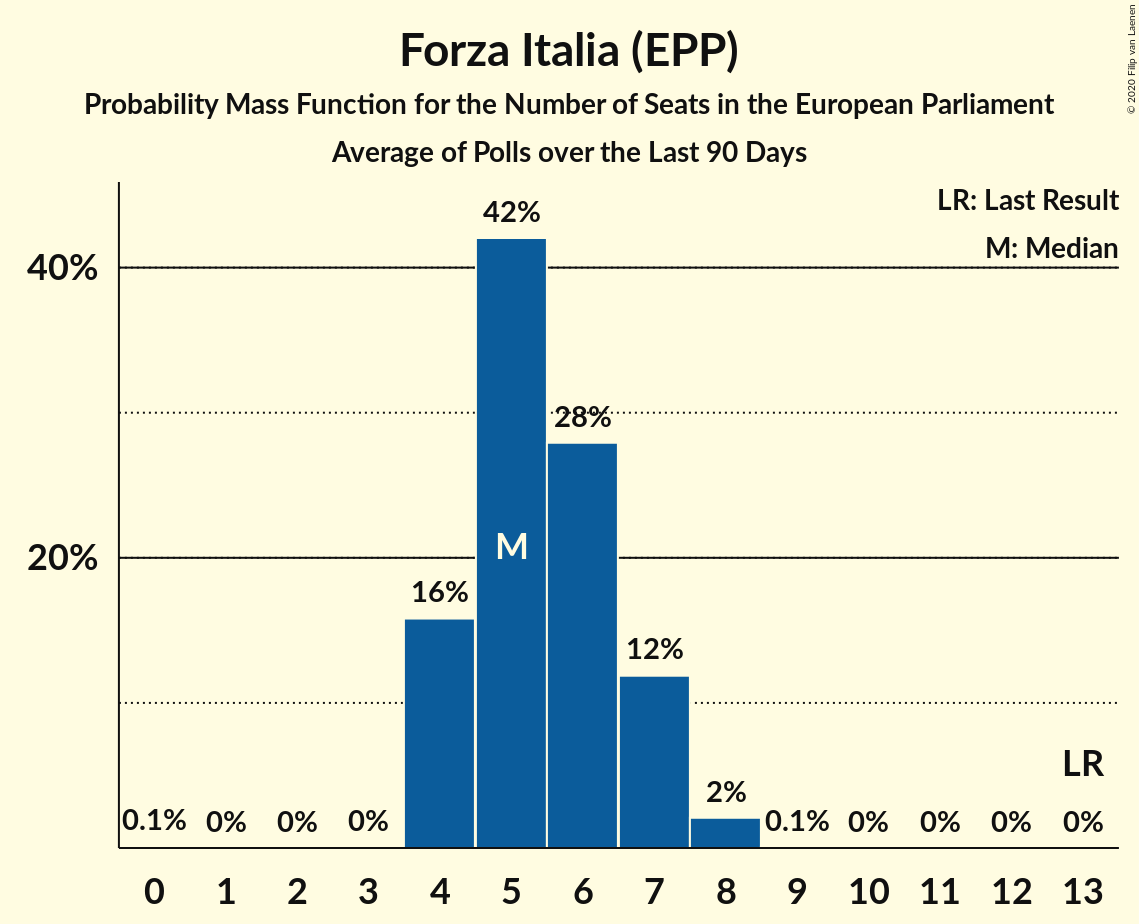 Forza Italia (EPP)
Probability Mass Function for the Number of Seats in the European Parliament
Average of Polls over the Last 90 Days
© 2020 Filip van Laenen
LR: Last Result
M: Median
42%
40%
28%
M
20%
16%
12%
LR
2%
0.1% 0% 0% 0% 0.1% 0% 0% 0% 0%
0 1 2 3 4 5 6 7 8 9 10 11 12 13